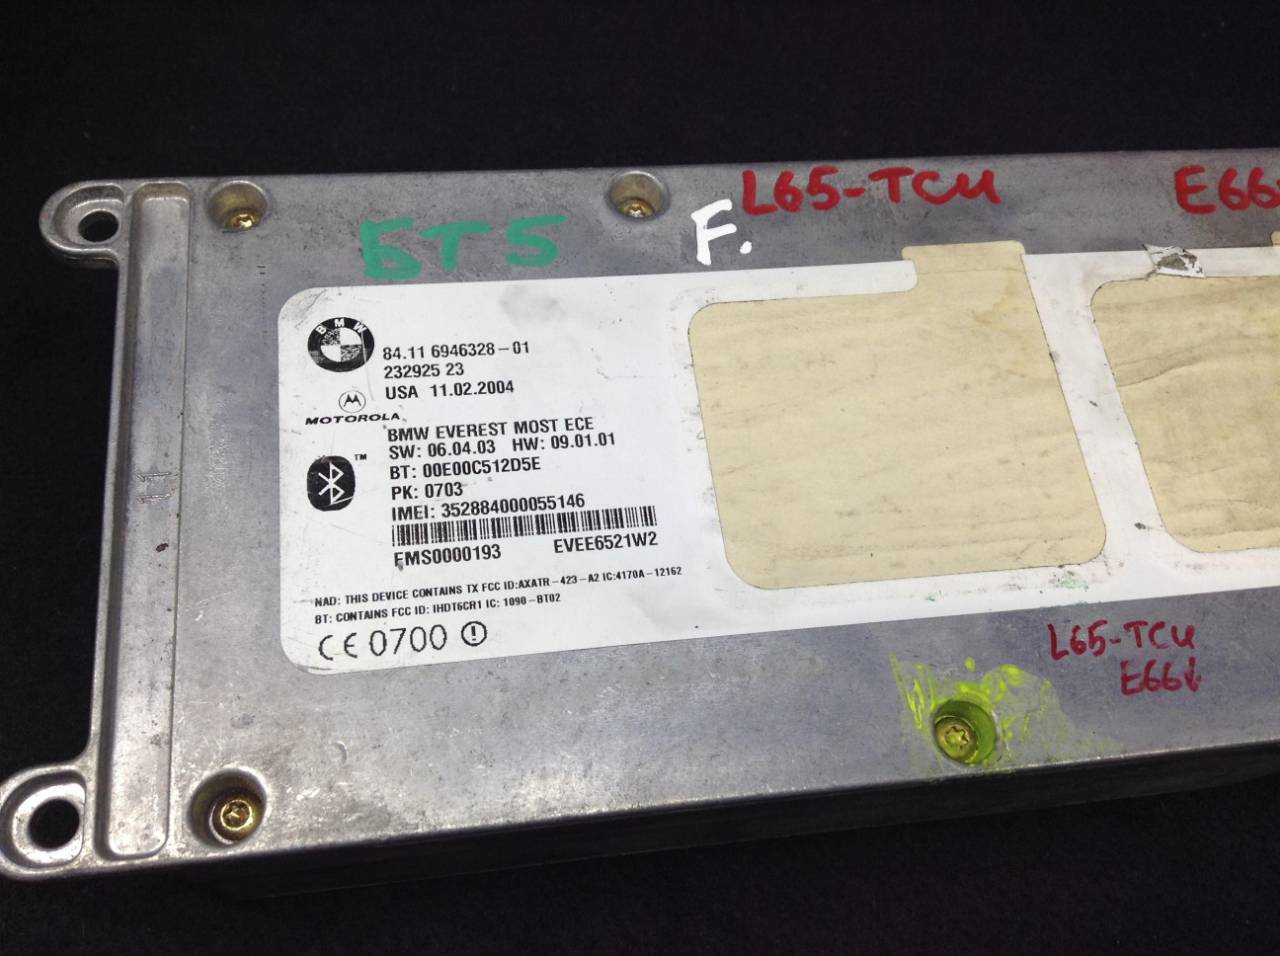 L65-TCU
E66
БТ5
F.
BMW
84.11 6946328-01
232925 23
USA 11.02.2004
MOTOROLA
BMW EVEREST MOST ECE
SW: 06.04.03 HW: 09.01.01
BT: 00E00C512D5E
PK: 0703
IMEI: 352884000055146
FMS0000193 EVEE6521W2
NAD: THIS DEVICE CONTAINS TX FCC ID:AXATR-423-A2 IC:4170A-12162
BT: CONTAINS FCC ID: IHDT6CR1 IC: 1090-BT02
CE 0700
L65-TCU
E66
11